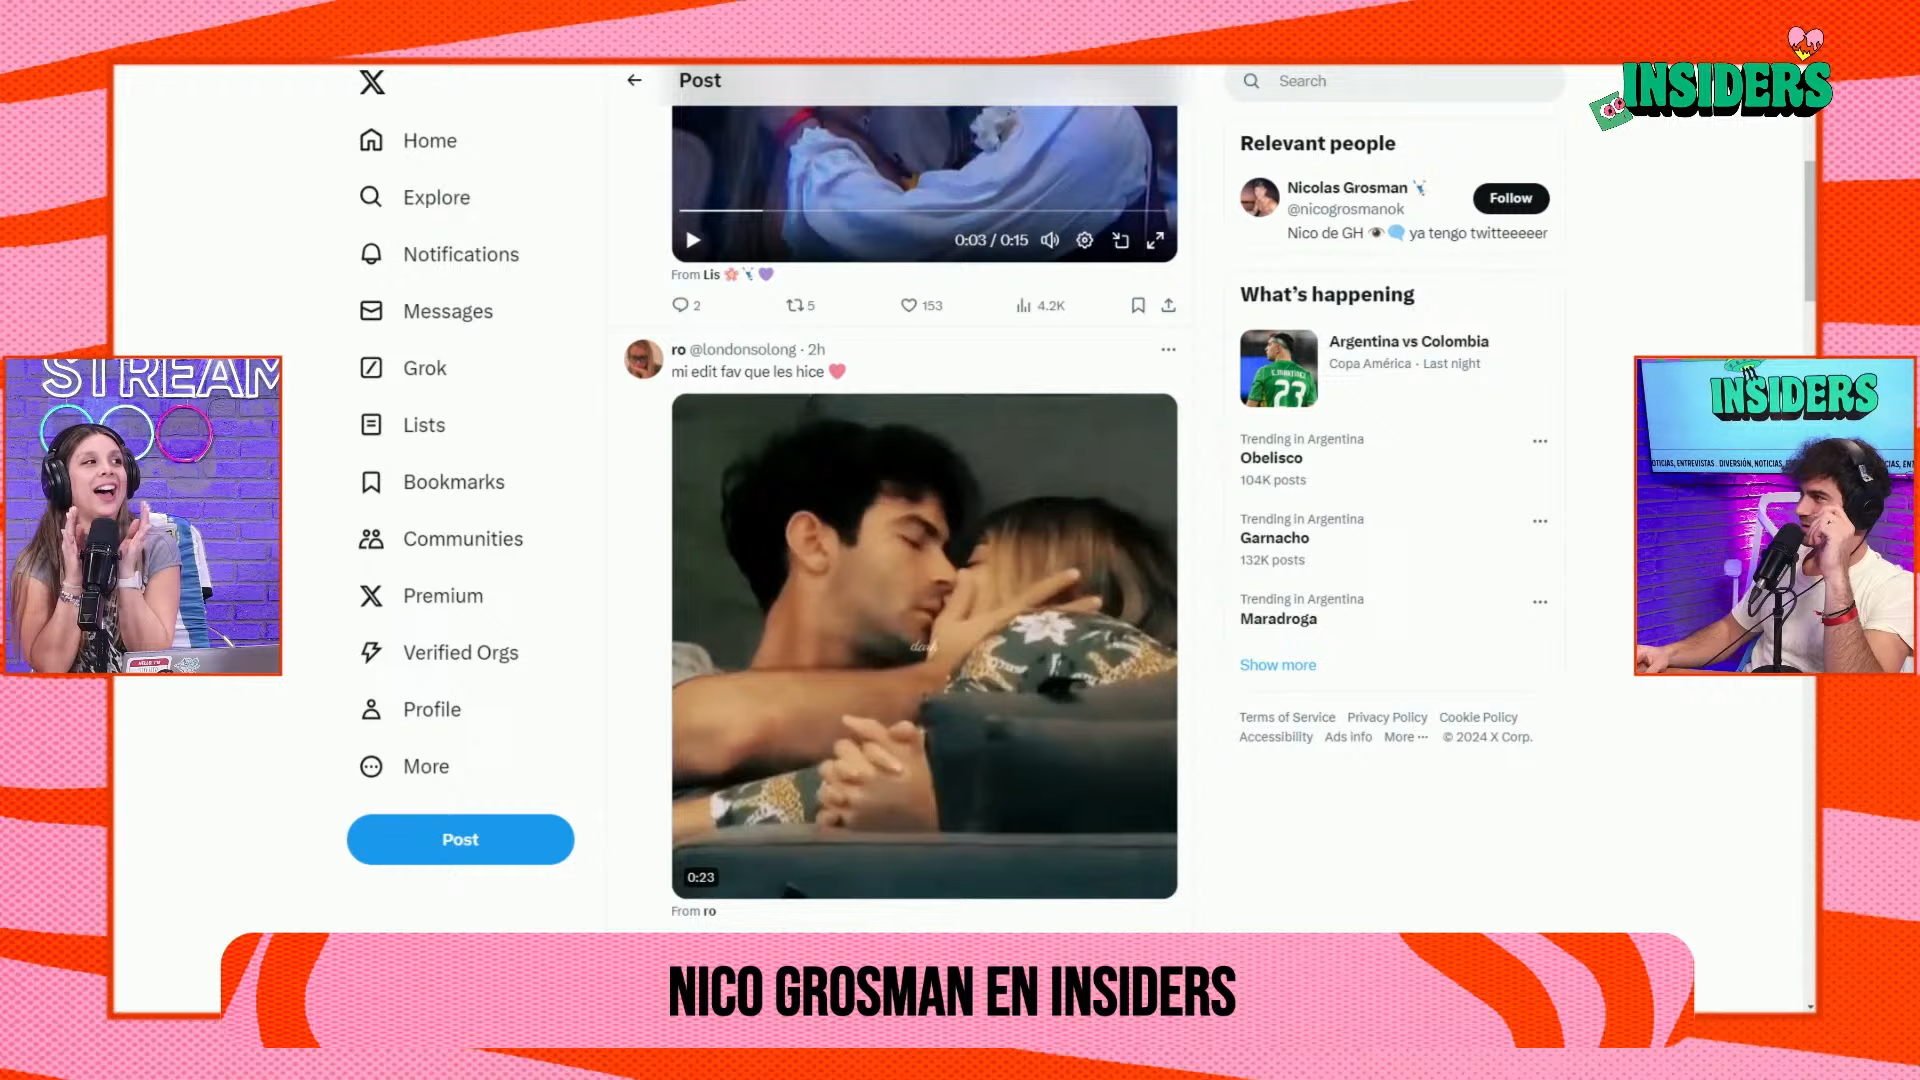 INSIDERS
Post
Search
Home
Explore
Notifications
Messages
Grok
Lists
Bookmarks
Communities
Premium
Verified Orgs
Profile
More
Post
0:03 / 0:15
From Lis
2
5
153
4.2K
ro @londonsolong · 2h
mi edit fav que les hice
0:23
From ro
Relevant people
Nicolas Grosman
@nicogrosmanok
Follow
Nico de GH ya tengo twitteeeeer
What's happening
Argentina vs Colombia
Copa América · Last night
23
Trending in Argentina
Obelisco
104K posts
Trending in Argentina
Garnacho
132K posts
Trending in Argentina
Maradroga
Show more
Terms of Service Privacy Policy Cookie Policy
Accessibility Ads info More ··· © 2024 X Corp.
STREAM
INSIDERS
ENTREVISTAS DIVERSIÓN, NOTICIAS,
NICO GROSMAN EN INSIDERS